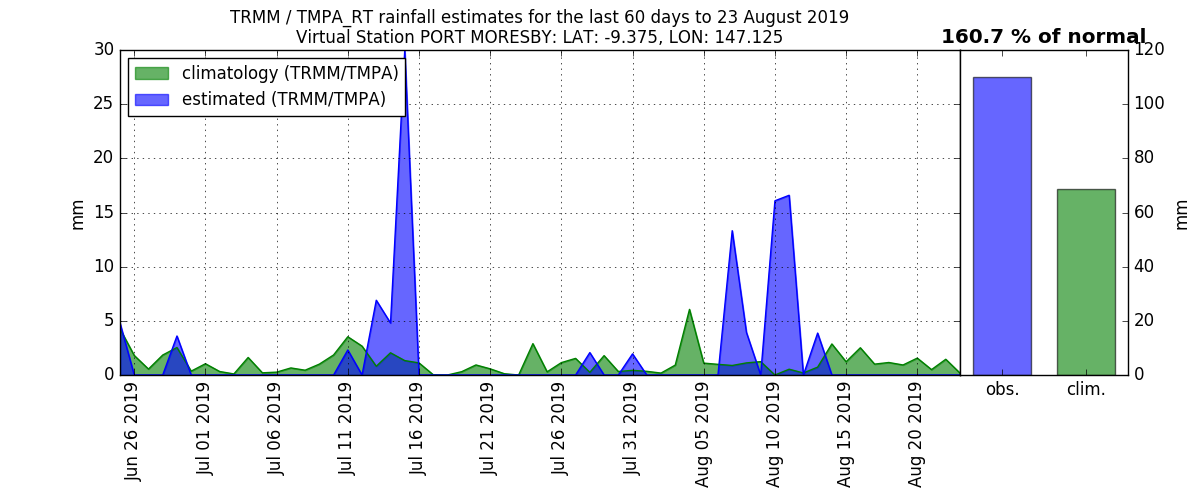 TRMM / TMPA_RT rainfall estimates for the last 60 days to 23 August 2019
Virtual Station PORT MORESBY: LAT: -9.375, LON: 147.125
160.7 % of normal
climatology (TRMM/TMPA)
estimated (TRMM/TMPA)
30
25
20
15
10
5
0
mm
120
100
80
60
40
20
0
mm
Jun 26 2019
Jul 01 2019
Jul 06 2019
Jul 11 2019
Jul 16 2019
Jul 21 2019
Jul 26 2019
Jul 31 2019
Aug 05 2019
Aug 10 2019
Aug 15 2019
Aug 20 2019
obs.
clim.